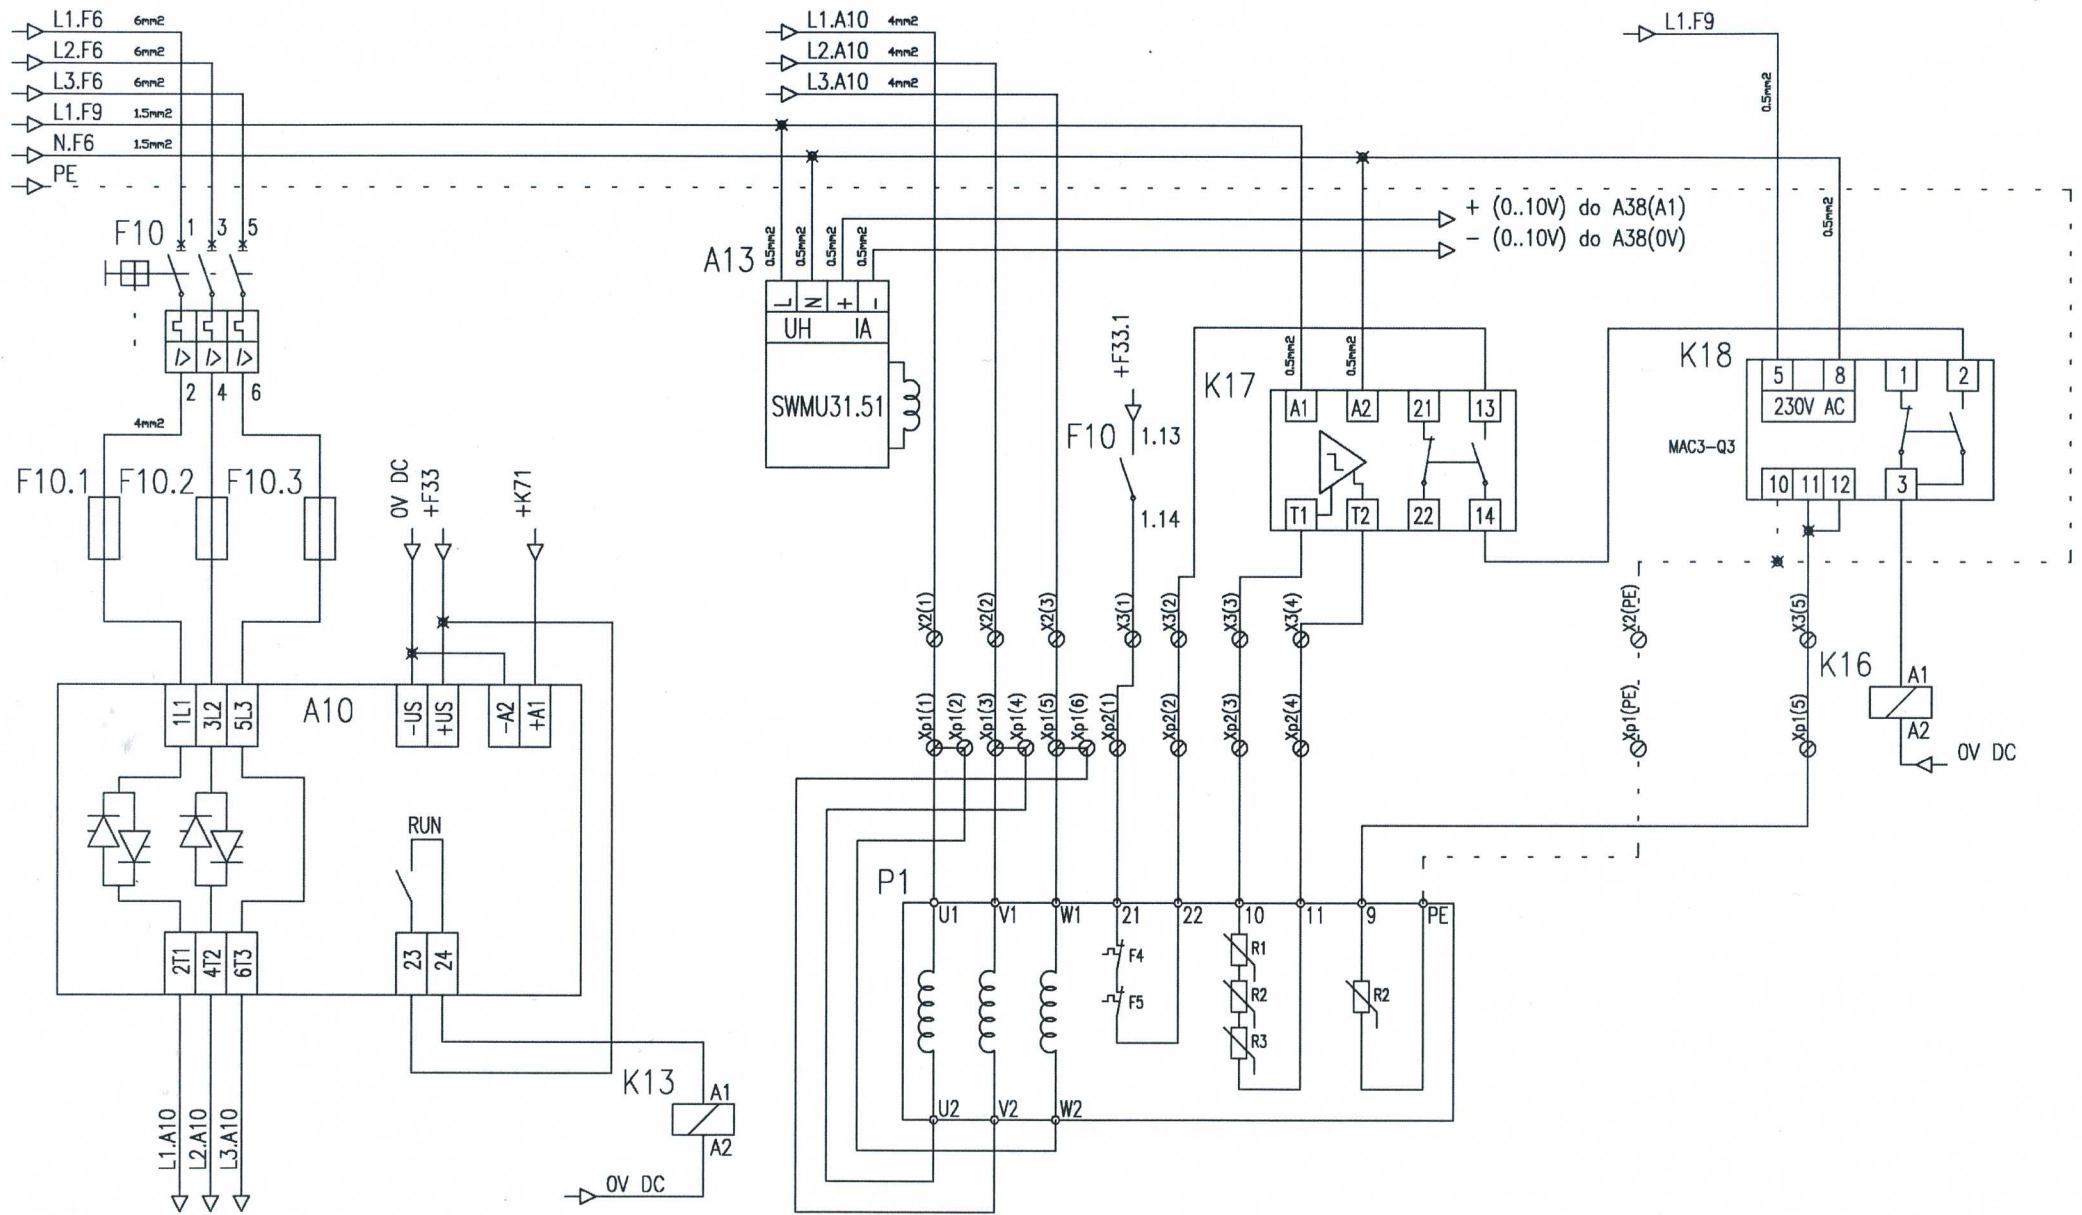 L1.F6 6mm2
L2.F6 6mm2
L3.F6 6mm2
L1.F9 1.5mm2
N.F6 1.5mm2
PE
L1.A10 4mm2
L2.A10 4mm2
L3.A10 4mm2
L1.F9
0.5mm2
0.5mm2
+ (0..10V) do A38(A1)
- (0..10V) do A38(0V)
F10
1 3 5
I> I> I>
2 4 6
4mm2
F10.1 F10.2 F10.3
0V DC
+F33
+K71
A13
0.5mm2
0.5mm2
0.5mm2
0.5mm2
L N + -
UH IA
SWMU31.51
+F33.1
F10
1.13
1.14
K17
0.5mm2
0.5mm2
A1 A2 21 13
T1 T2 22 14
K18
5 8 1 2
230V AC
MAC3-Q3
10 11 12 3
X2(1)
X2(2)
X2(3)
X3(1)
X3(2)
X3(3)
X3(4)
X2(PE)
X3(5)
K16
A1
A2
0V DC
Xp1(1)
Xp1(2)
Xp1(3)
Xp1(4)
Xp1(5)
Xp1(6)
Xp2(1)
Xp2(2)
Xp2(3)
Xp2(4)
Xp1(PE)
Xp1(5)
1L1
3L2
5L3
A10
-US
+US
-A2
+A1
RUN
2T1
4T2
6T3
23
24
P1
U1 V1 W1 21 22 10 11 9 PE
F4
F5
R1
R2
R3
R2
U2 V2 W2
K13
A1
A2
0V DC
L1.A10
L2.A10
L3.A10